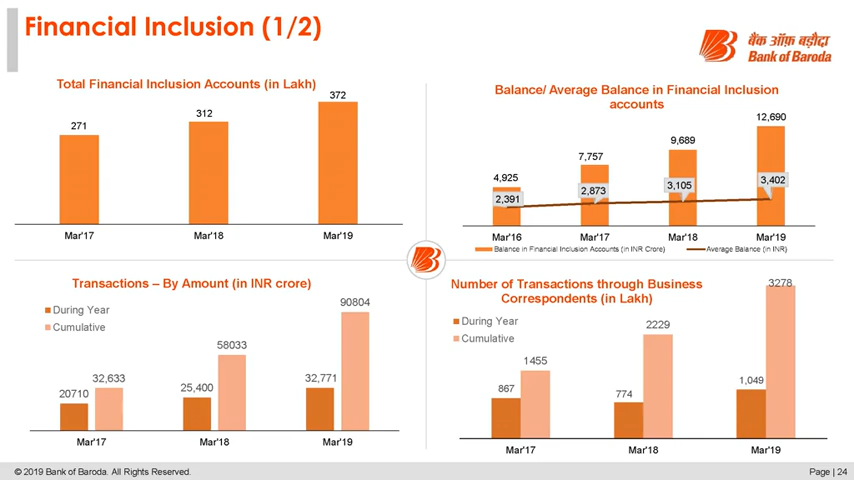 Financial Inclusion (1/2)
बैंक ऑफ़ बड़ौदा
Bank of Baroda
Total Financial Inclusion Accounts (in Lakh)
271
312
372
Mar'17
Mar'18
Mar'19
Balance/ Average Balance in Financial Inclusion
accounts
4,925
7,757
9,689
12,690
2,391
2,873
3,105
3,402
Mar'16
Mar'17
Mar'18
Mar'19
Balance in Financial Inclusion Accounts (in INR Crore)
Average Balance (in INR)
Transactions – By Amount (in INR crore)
During Year
Cumulative
20710
32,633
25,400
58033
32,771
90804
Mar'17
Mar'18
Mar'19
Number of Transactions through Business
Correspondents (in Lakh)
During Year
Cumulative
867
1455
774
2229
1,049
3278
Mar'17
Mar'18
Mar'19
© 2019 Bank of Baroda. All Rights Reserved.
Page | 24